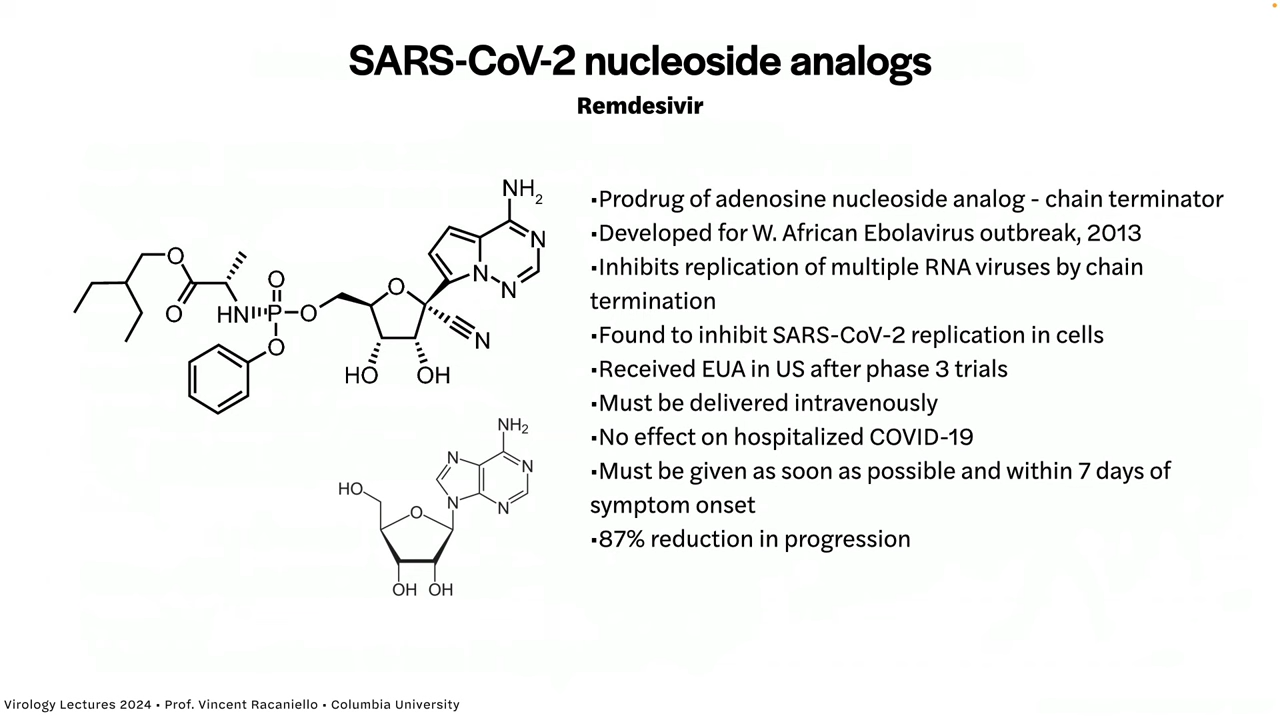 SARS-CoV-2 nucleoside analogs
Remdesivir
▪Prodrug of adenosine nucleoside analog - chain terminator
▪Developed for W. African Ebolavirus outbreak, 2013
▪Inhibits replication of multiple RNA viruses by chain
termination
▪Found to inhibit SARS-CoV-2 replication in cells
▪Received EUA in US after phase 3 trials
▪Must be delivered intravenously
▪No effect on hospitalized COVID-19
▪Must be given as soon as possible and within 7 days of
symptom onset
▪87% reduction in progression
NH2
N
O
O
O
N
N
O
HN
P
O
N
O
HO
OH
NH2
N
N
HO
N
N
O
OH
OH
Virology Lectures 2024 • Prof. Vincent Racaniello • Columbia University